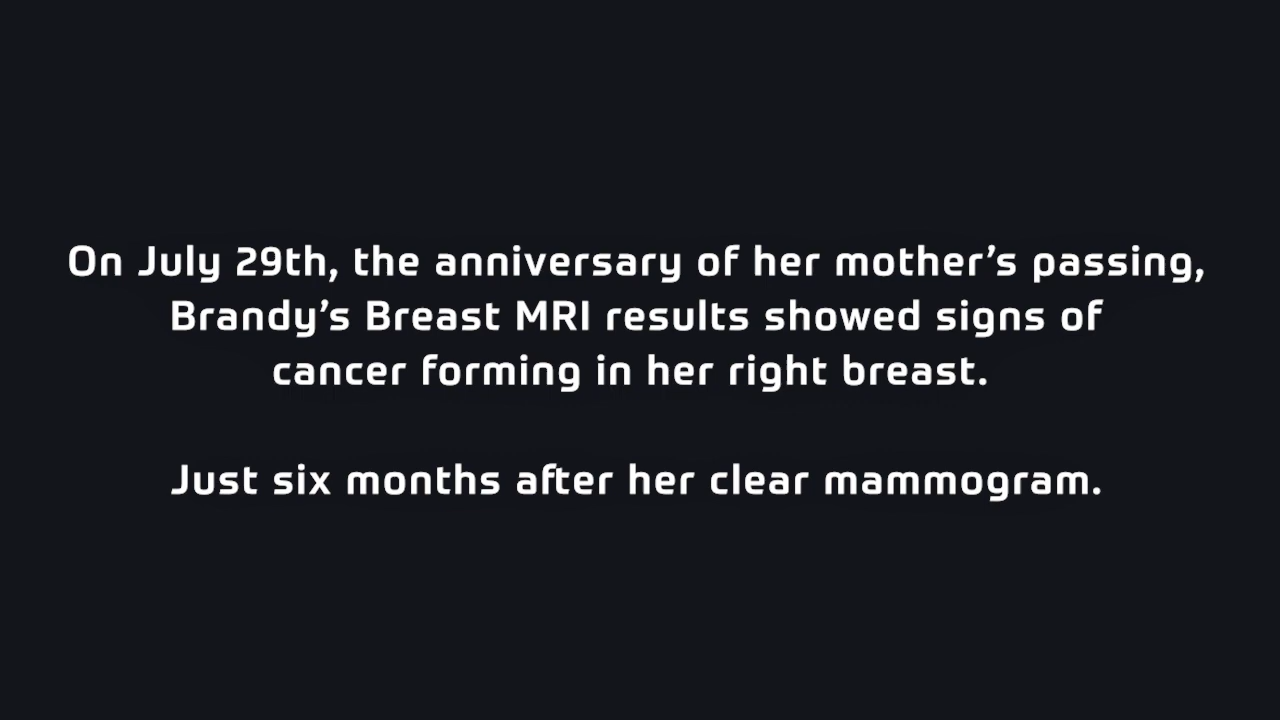 On July 29th, the anniversary of her mother’s passing,
Brandy’s Breast MRI results showed signs of
cancer forming in her right breast.
Just six months after her clear mammogram.